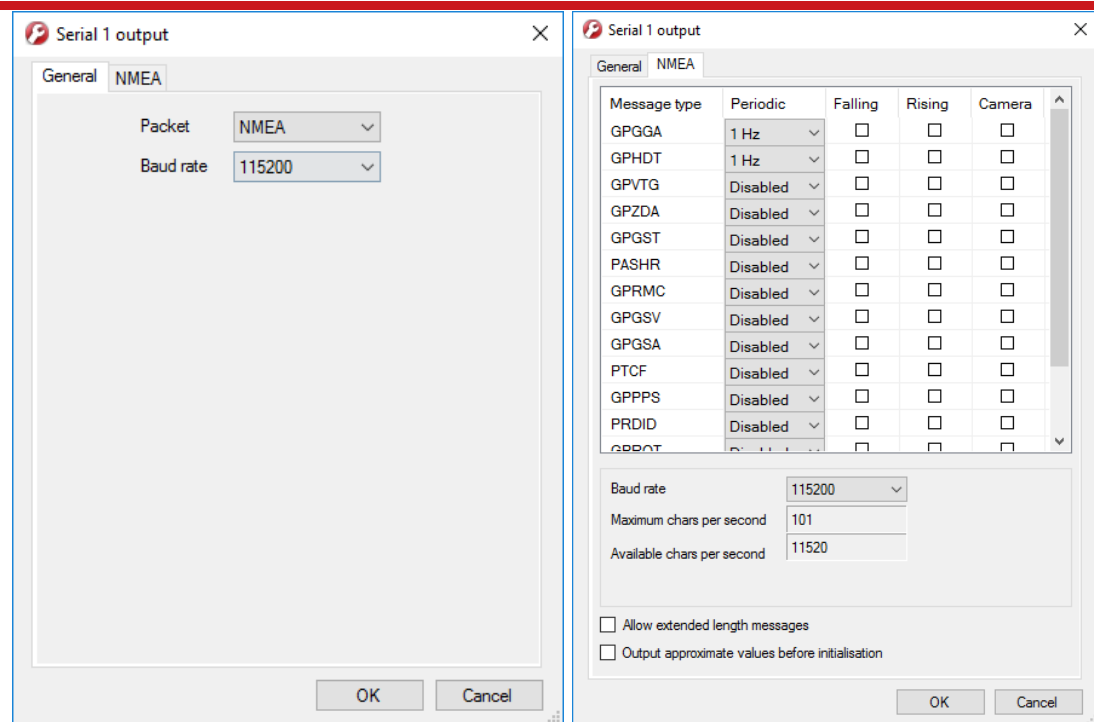 Serial 1 output
General NMEA
Packet NMEA
Baud rate 115200
OK Cancel
Serial 1 output
General NMEA
Message type Periodic Falling Rising Camera
GPGGA 1 Hz
GPHDT 1 Hz
GPVTG Disabled
GPZDA Disabled
GPGST Disabled
PASHR Disabled
GPRMC Disabled
GPGSV Disabled
GPGSA Disabled
PTCF Disabled
GPPPS Disabled
PRDID Disabled
Baud rate 115200
Maximum chars per second 101
Available chars per second 11520
Allow extended length messages
Output approximate values before initialisation
OK Cancel